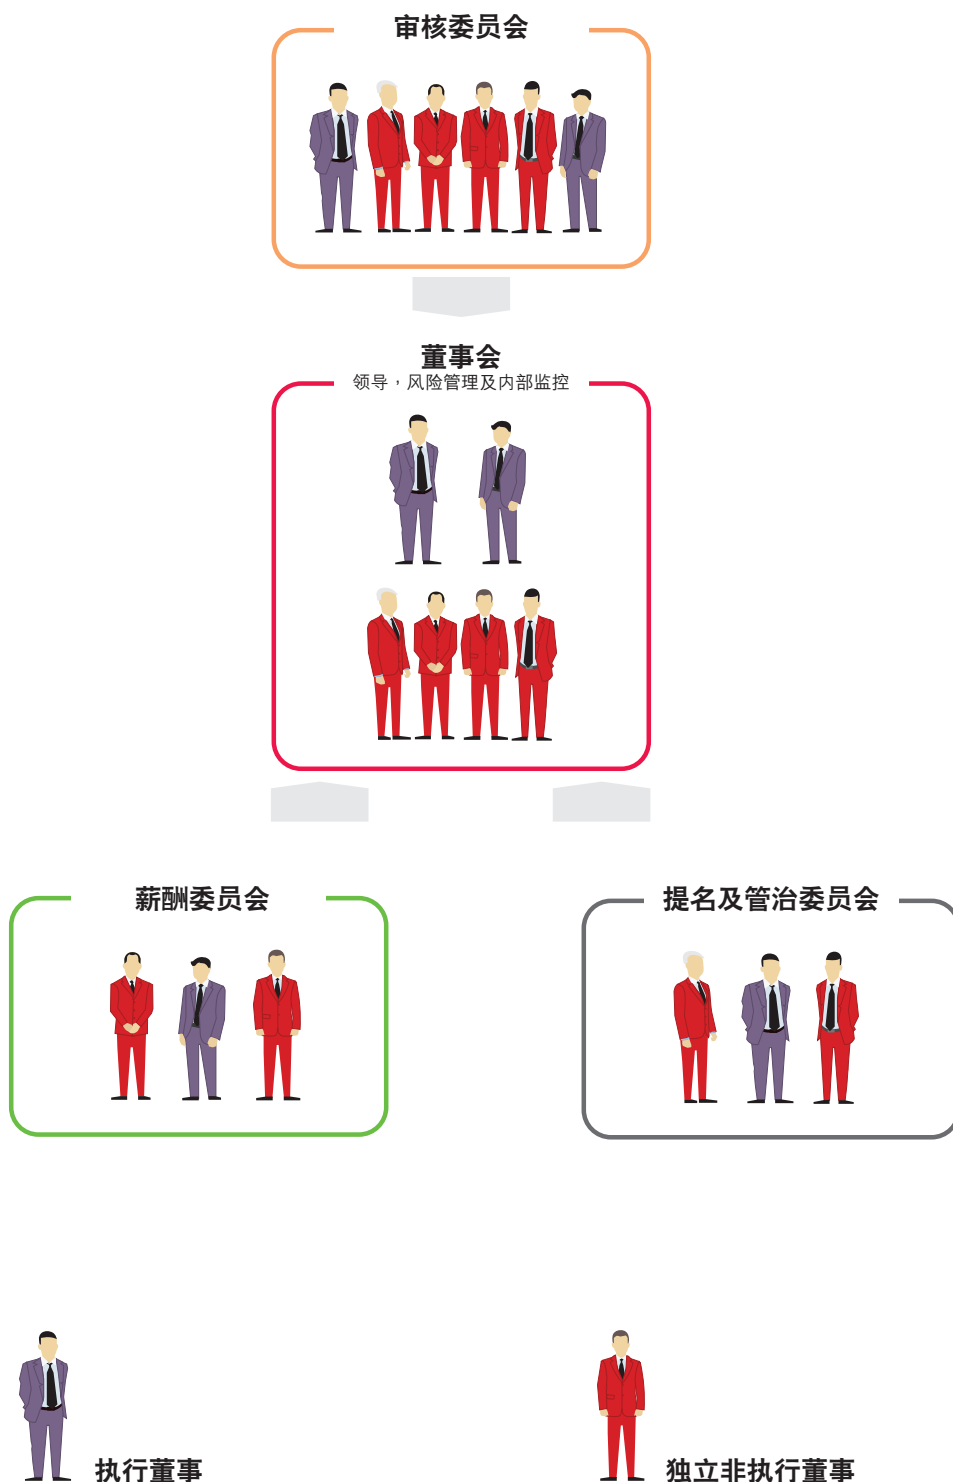 审核委员会
董事会
领导，风险管理及内部监控
薪酬委员会
提名及管治委员会
执行董事
独立非执行董事